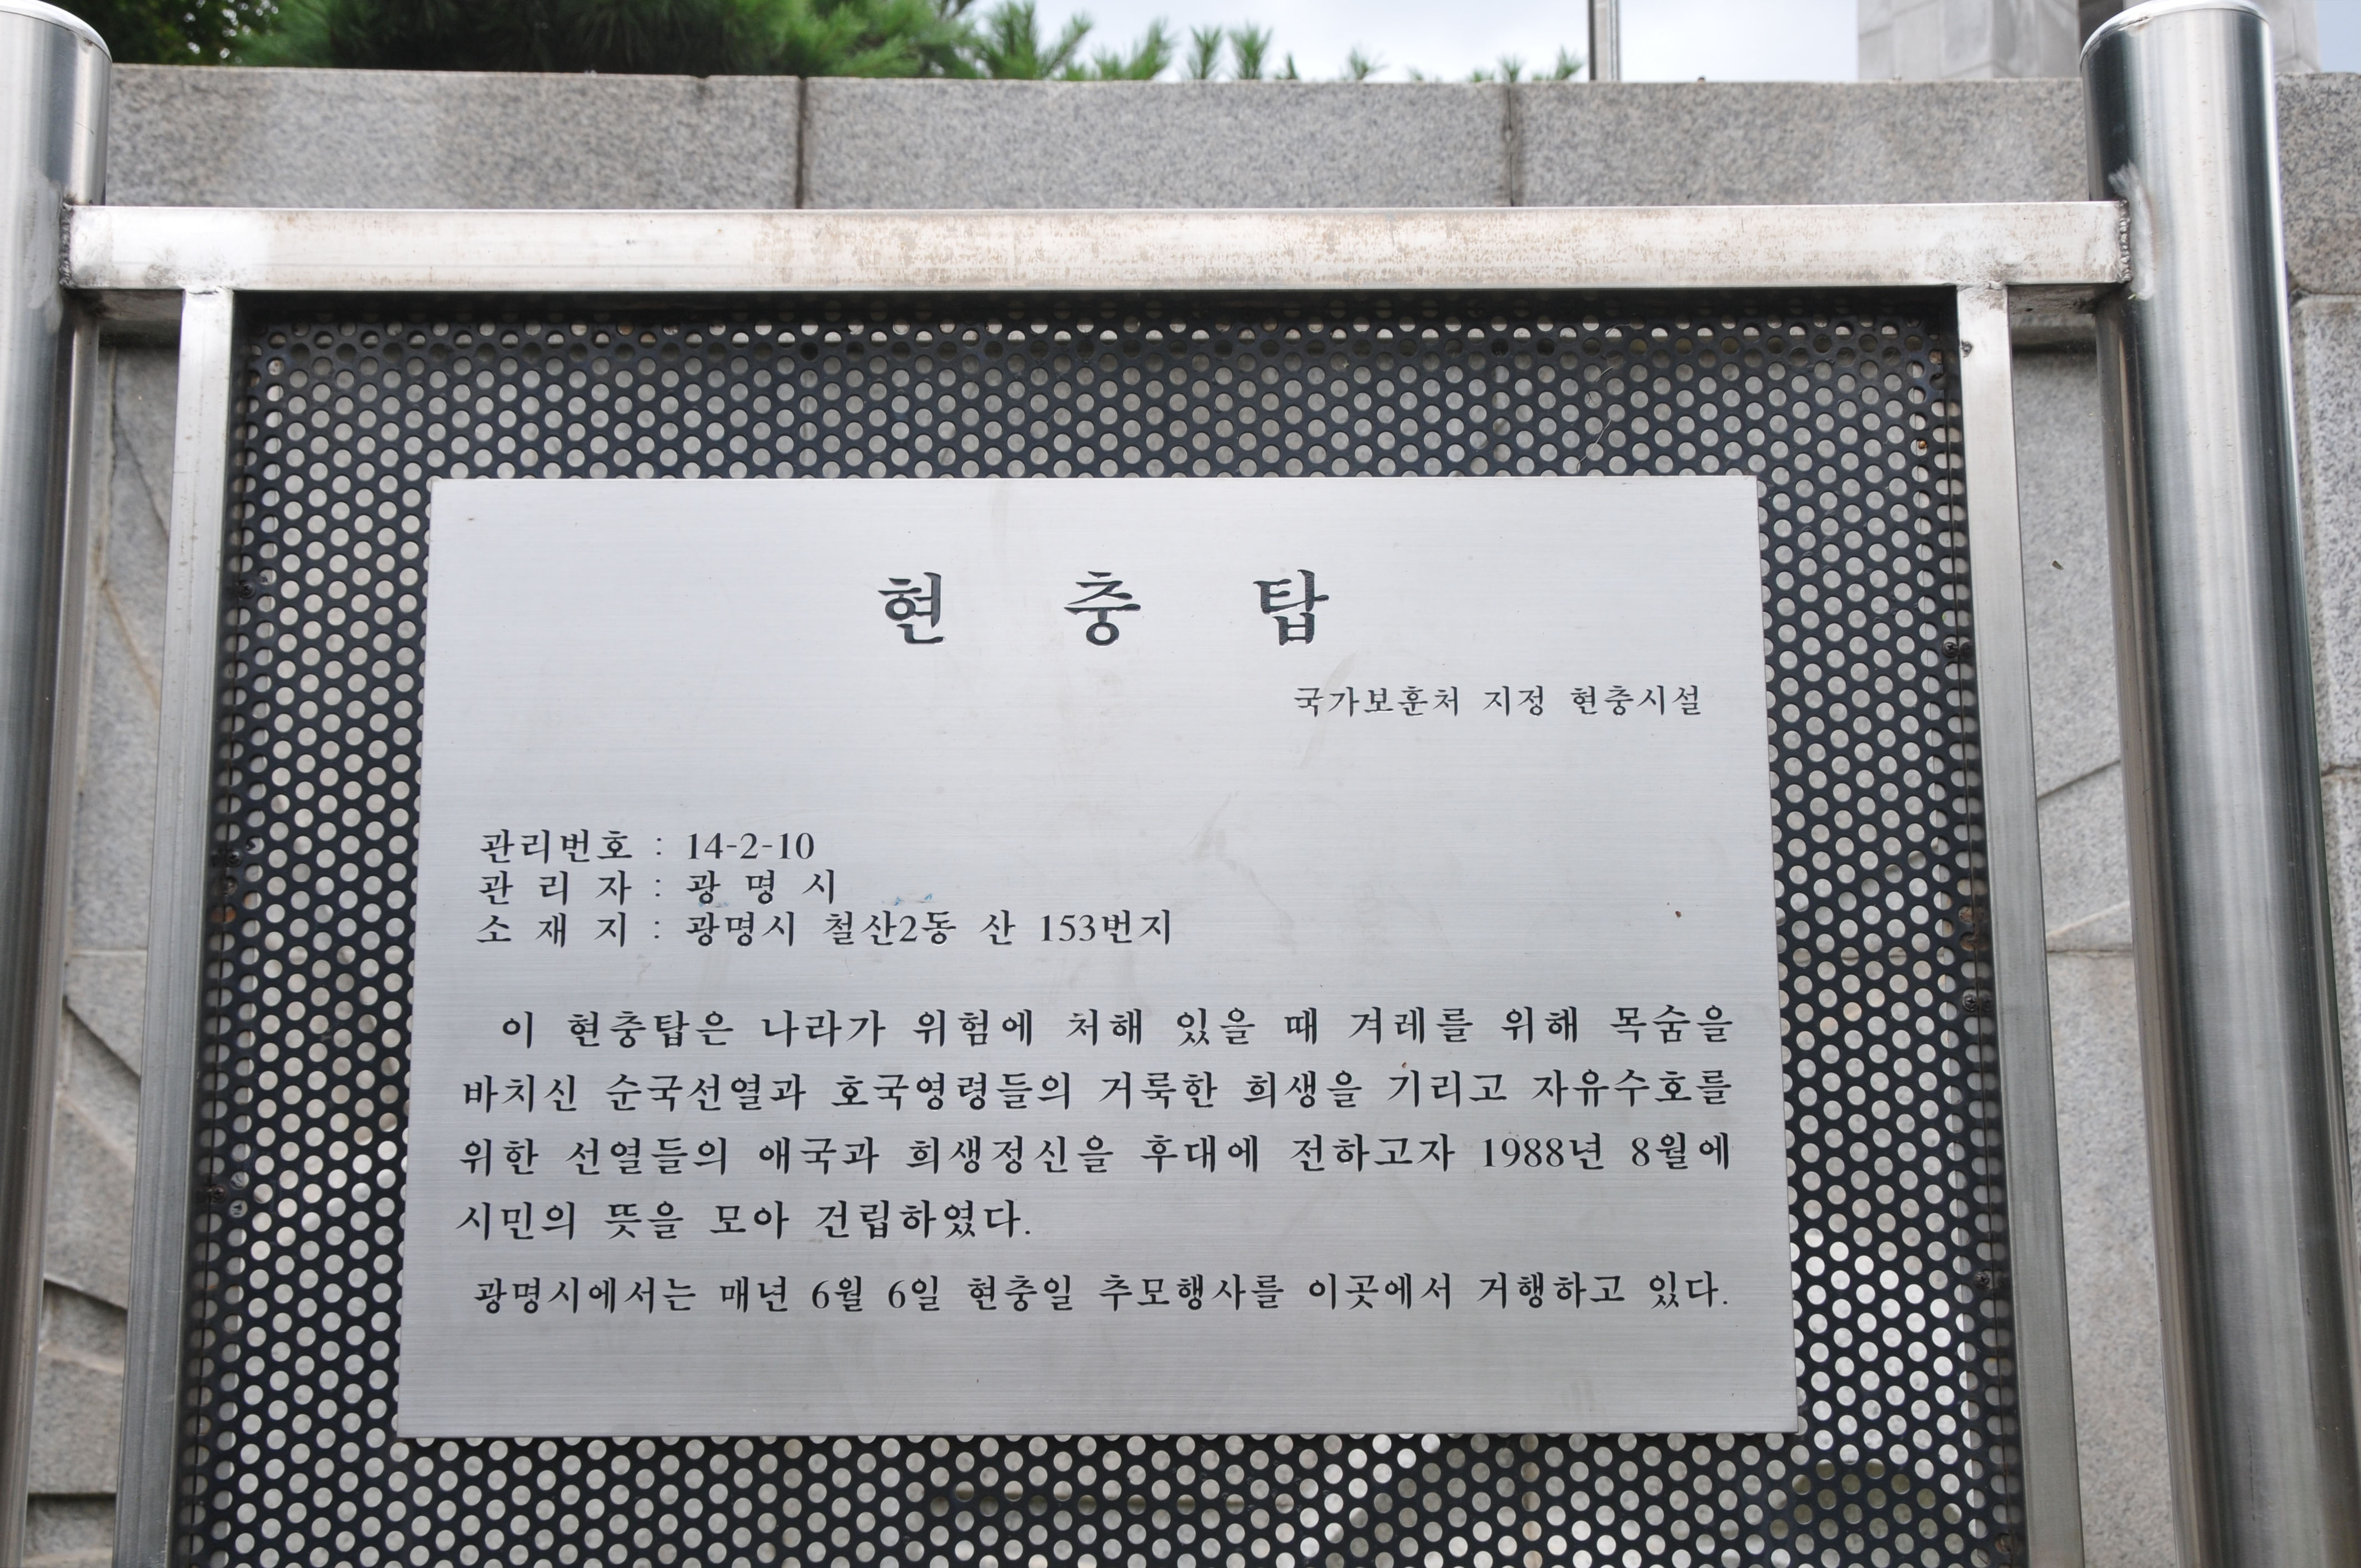 현 충 탑
국가보훈처 지정 현충시설
관리번호 : 14-2-10
관 리 자 : 광 명 시
소 재 지 : 광명시 철산2동 산 153번지
이 현충탑은 나라가 위험에 처해 있을 때 겨레를 위해 목숨을
바치신 순국선열과 호국영령들의 거룩한 희생을 기리고 자유수호를
위한 선열들의 애국과 희생정신을 후대에 전하고자 1988년 8월에
시민의 뜻을 모아 건립하였다.
광명시에서는 매년 6월 6일 현충일 추모행사를 이곳에서 거행하고 있다.